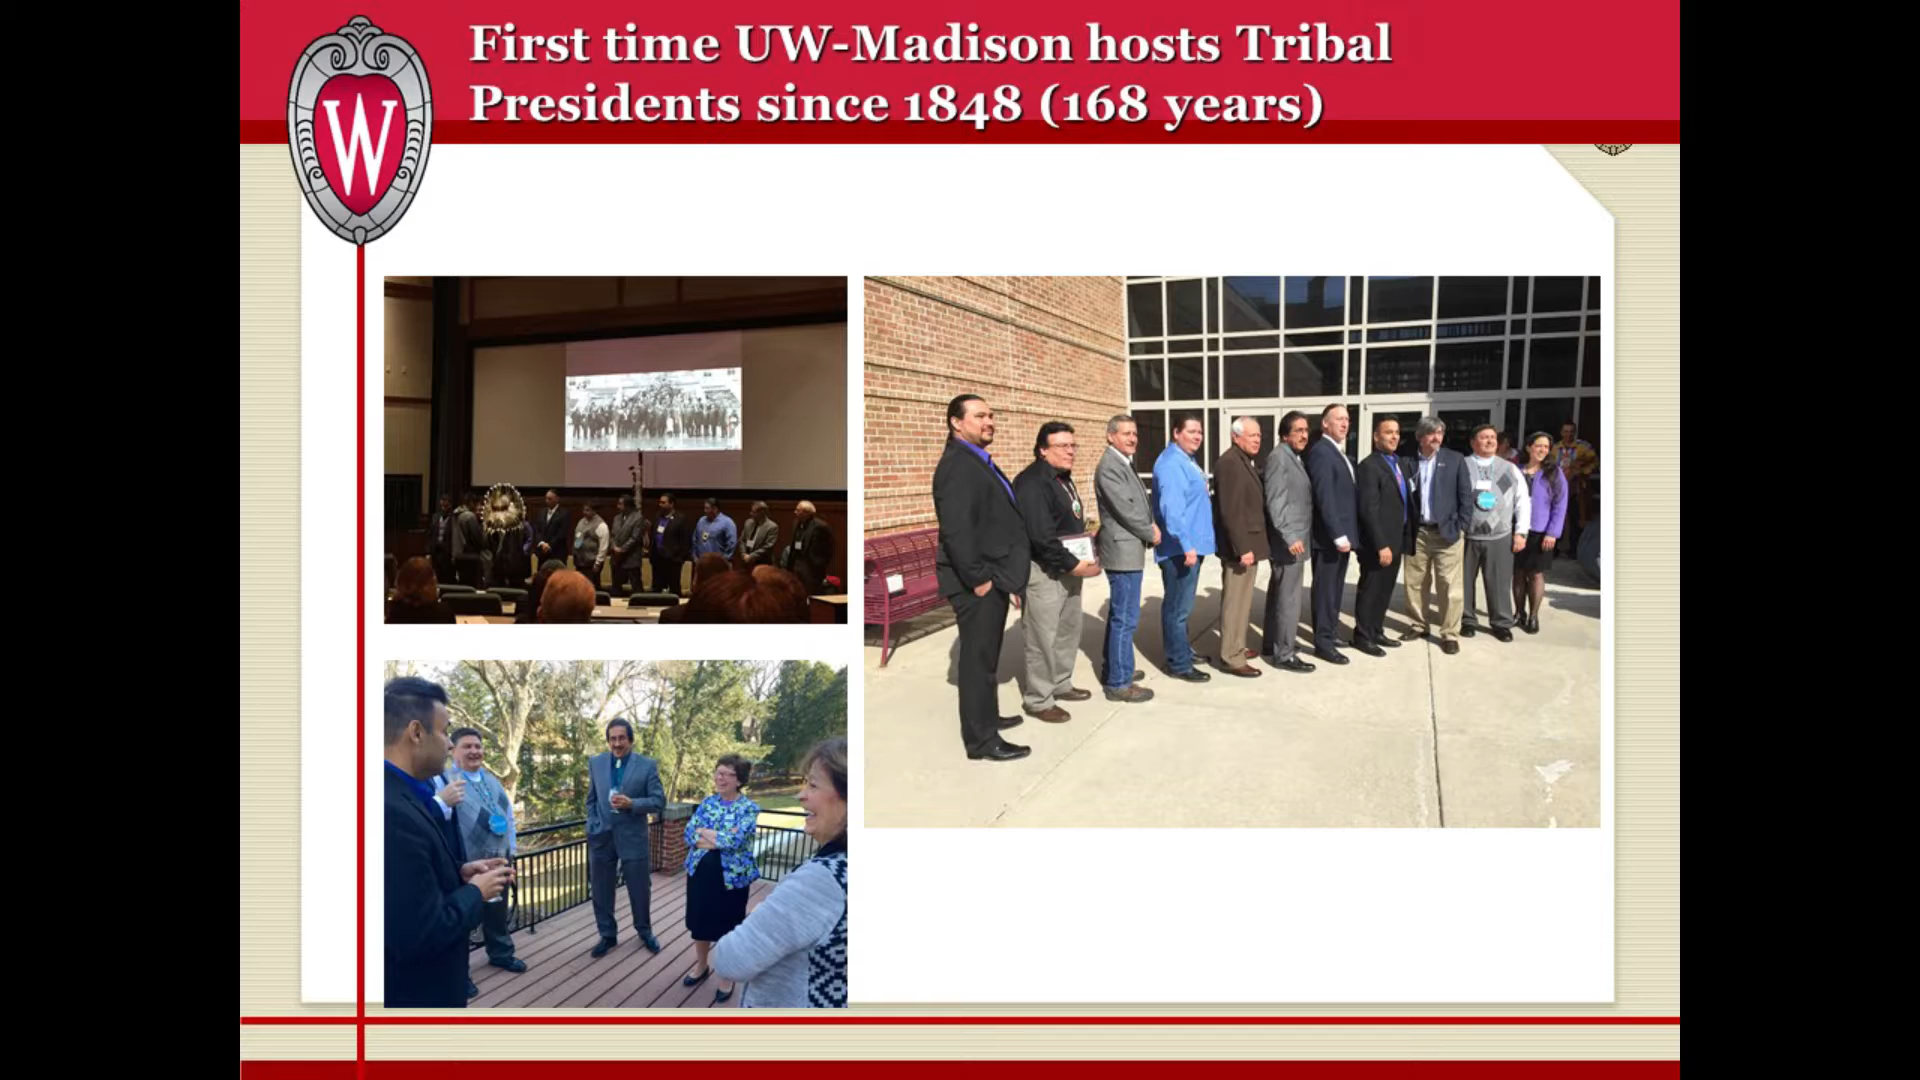 First time UW-Madison hosts Tribal
Presidents since 1848 (168 years)
W